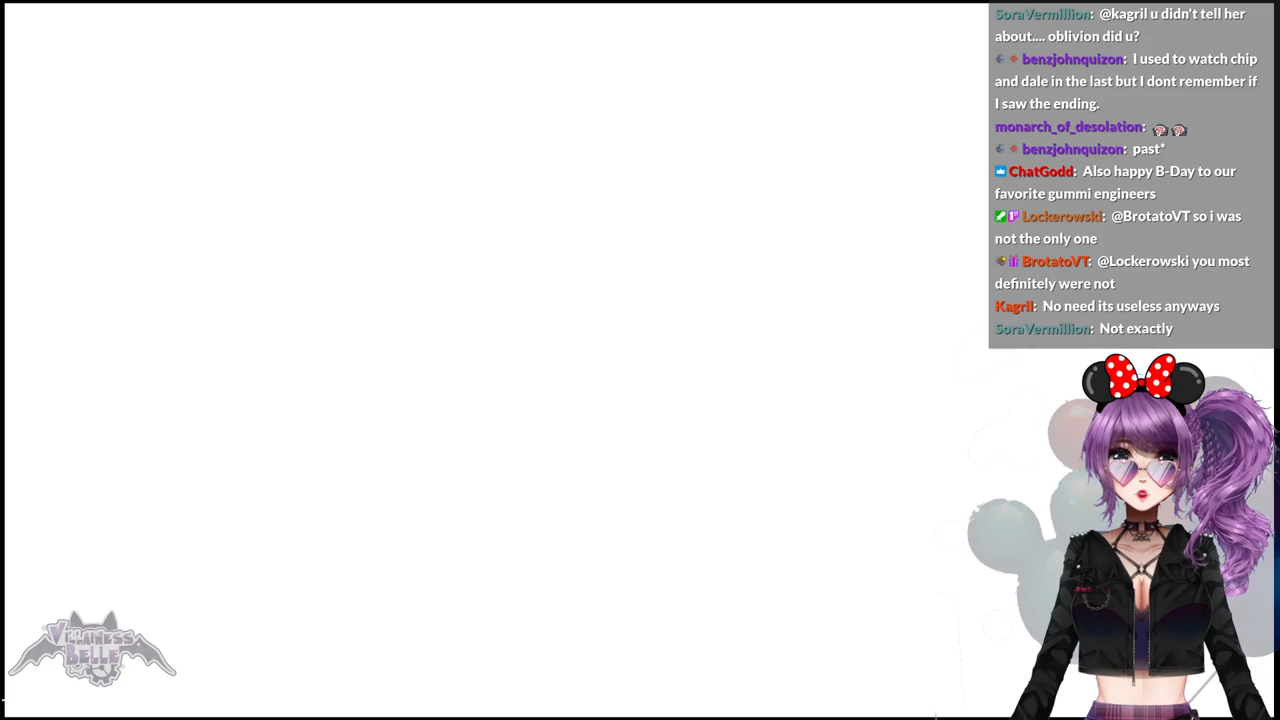 SoraVermillion: @kagril u didn't tell her
about.... oblivion did u?
benzjohnquizon: I used to watch chip
and dale in the last but I dont remember if
I saw the ending.
monarch_of_desolation:
benzjohnquizon: past*
ChatGodd: Also happy B-Day to our
favorite gummi engineers
Lockerowski: @BrotatoVT so i was
not the only one
BrotatoVT: @Lockerowski you most
definitely were not
Kagril: No need its useless anyways
SoraVermillion: Not exactly
VILLAINESS
BELLE